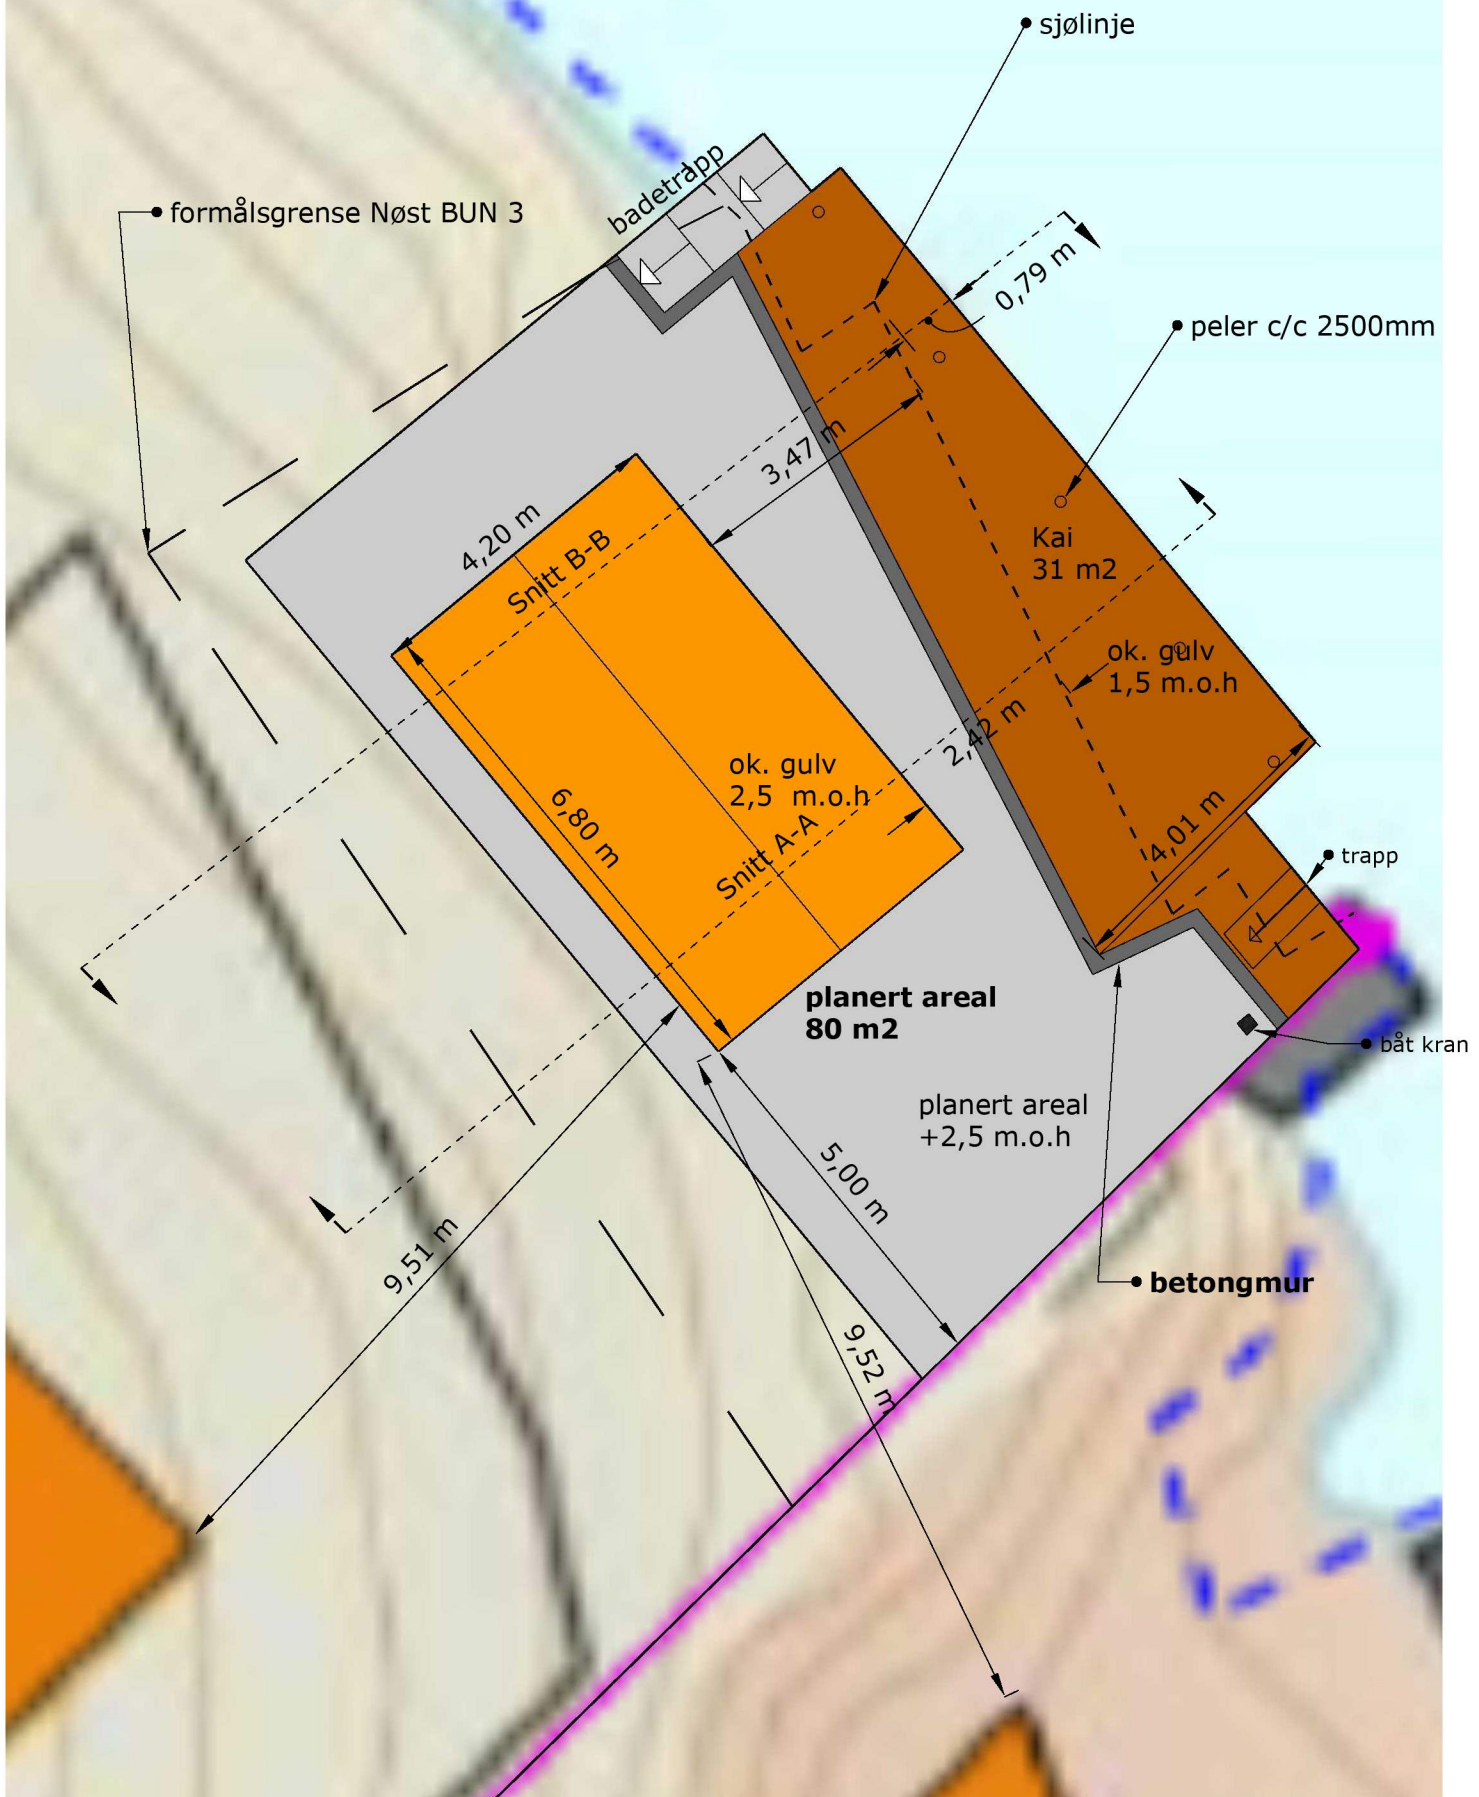 sjølinje
badetrapp
formålsgrense Nøst BUN 3
0,79 m
peler c/c 2500mm
3,47 m
4,20 m
Snitt B-B
Kai
31 m2
ok. gulv
1,5 m.o.h
2,42 m
ok. gulv
2,5 m.o.h
6,80 m
4,01 m
Snitt A-A
trapp
planert areal
80 m2
båt kran
planert areal
+2,5 m.o.h
5,00 m
9,51 m
betongmur
9,52 m